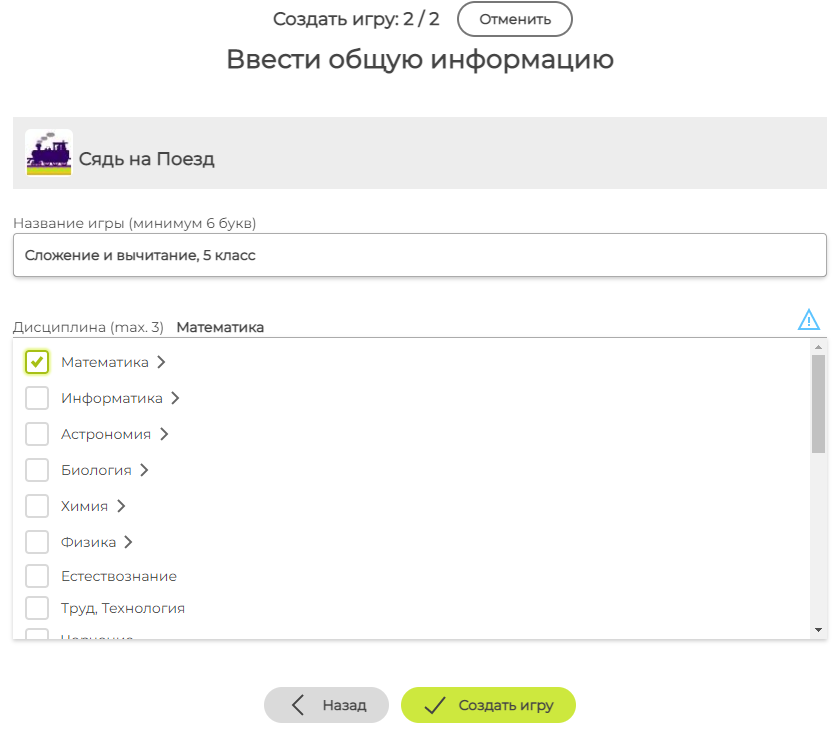 Создать игру: 2 / 2 Отменить
Ввести общую информацию
Сядь на Поезд
Название игры (минимум 6 букв)
Сложение и вычитание, 5 класс
Дисциплина (max. 3) Математика
Математика
Информатика
Астрономия
Биология
Химия
Физика
Естествознание
Труд, Технология
Назад Создать игру